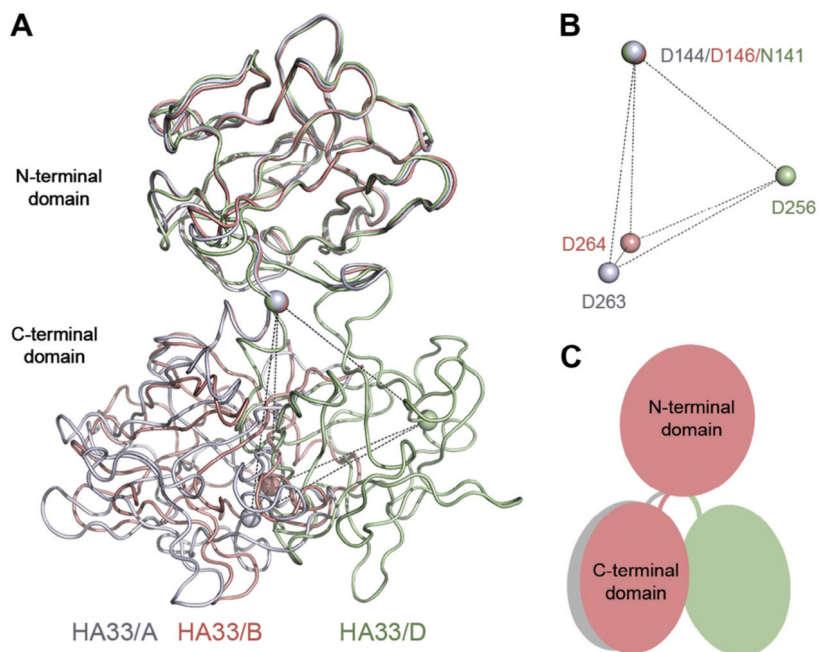 A
N-terminal
domain
C-terminal
domain
HA33/A HA33/B HA33/D
B
D144/D146/N141
D256
D264
D263
C
N-terminal
domain
C-terminal
domain